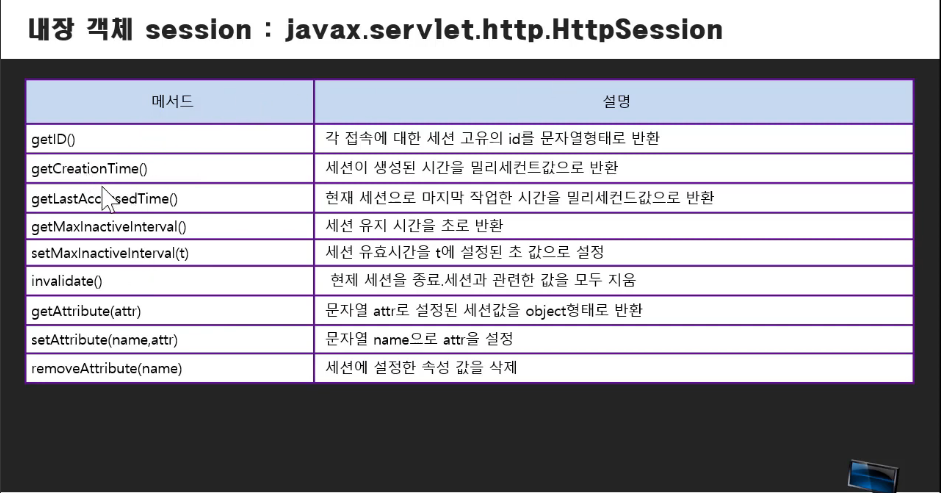 내장 객체 session : javax.servlet.http.HttpSession
메서드 설명
getID() 각 접속에 대한 세션 고유의 id를 문자열형태로 반환
getCreationTime() 세션이 생성된 시간을 밀리세컨트값으로 반환
현재 세션으로 마지막 작업한 시간을 밀리세컨드값으로 반환
getMaxInactiveInterval() 세션 유지 시간을 초로 반환
setMaxInactiveInterval(t) 세션 유효시간을 t에 설정된 초 값으로 설정
invalidate() 현제 세션을 종료.세션과 관련한 값을 모두 지움
getAttribute(attr) 문자열 attr로 설정된 세션값을 object형태로 반환
setAttribute(name,attr) 문자열 name으로 attr을 설정
removeAttribute(name) 세션에 설정한 속성 값을 삭제